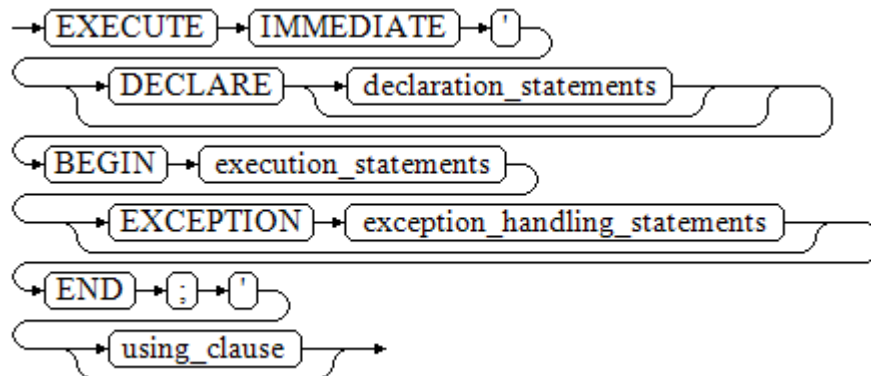 EXECUTE IMMEDIATE '
DECLARE declaration_statements
BEGIN execution_statements
EXCEPTION exception_handling_statements
END ; '
using_clause